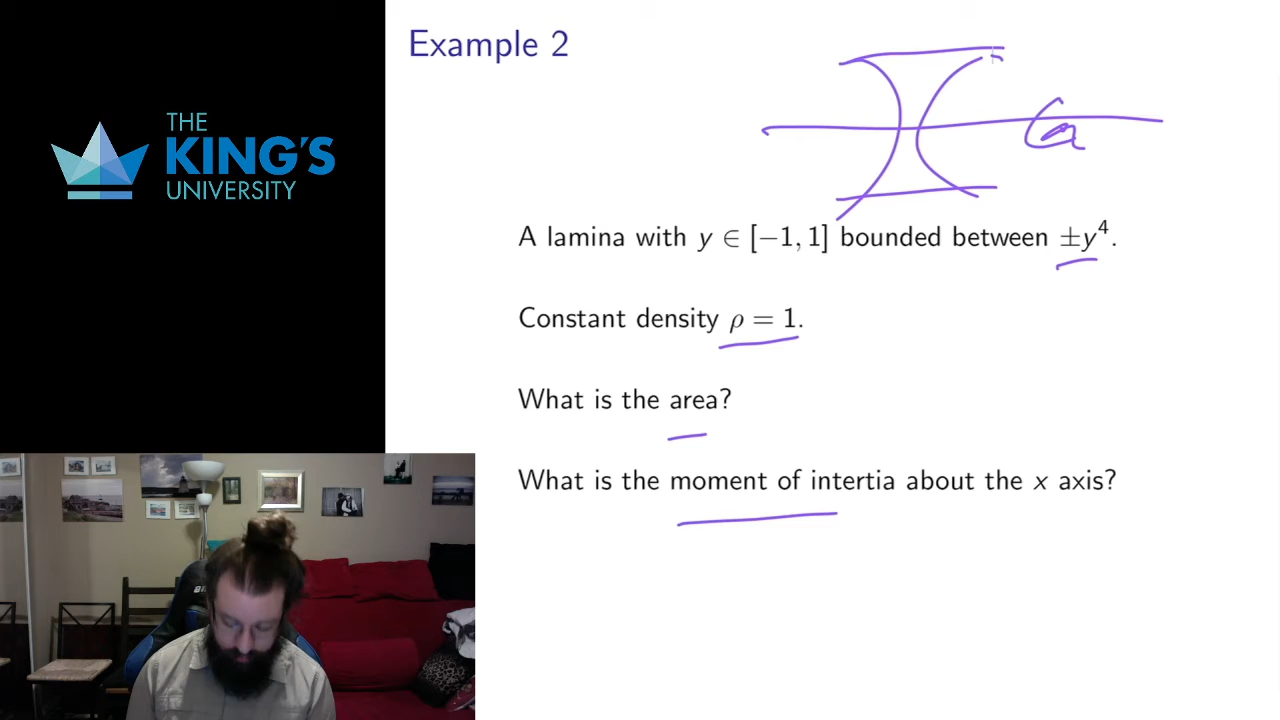 THE
KING'S
UNIVERSITY
Example 2
A lamina with y ∈ [−1, 1] bounded between ±y⁴.
Constant density ρ = 1.
What is the area?
What is the moment of intertia about the x axis?